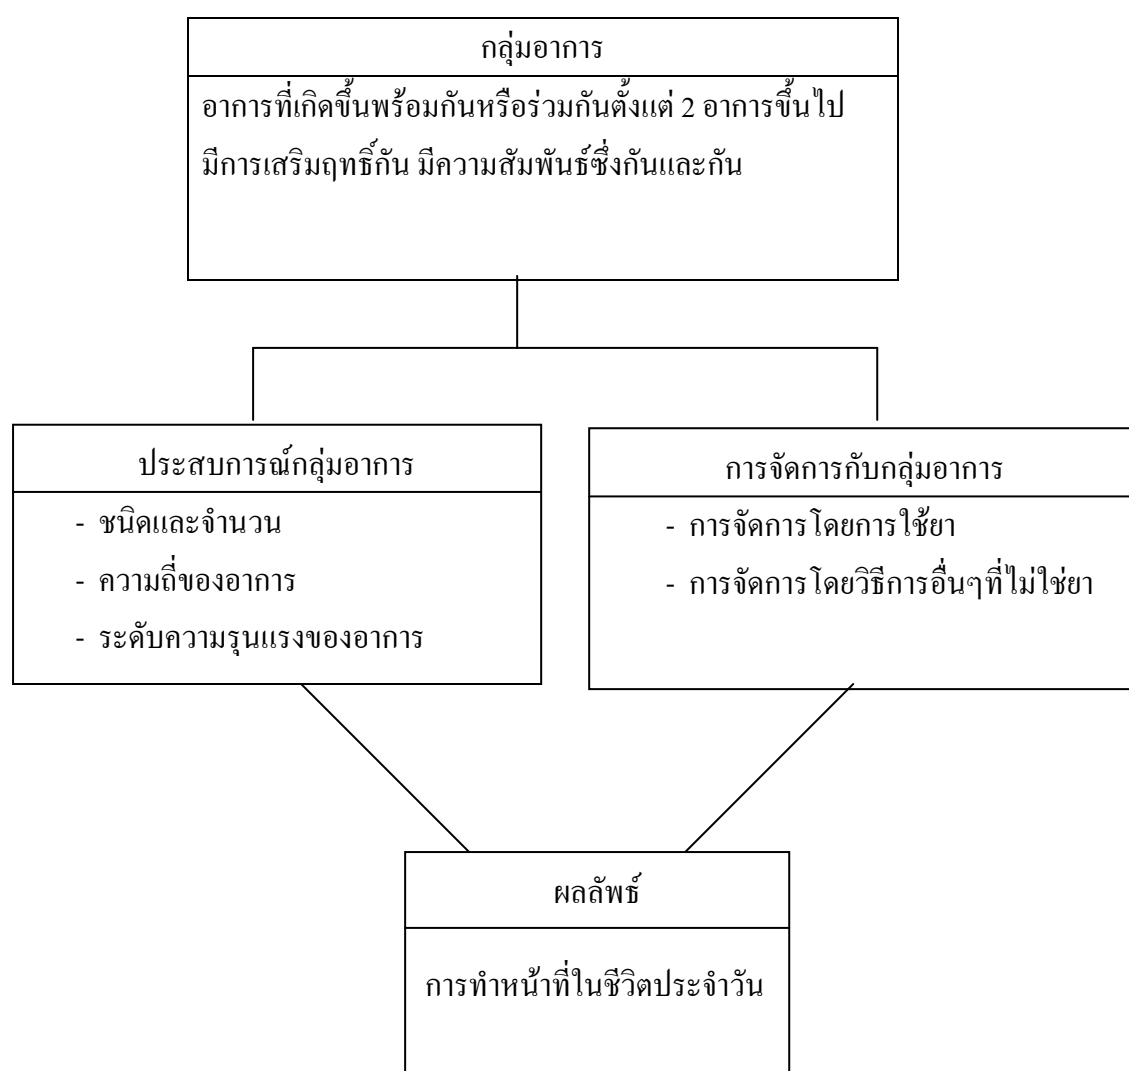 กลุ่มอาการ
อาการที่เกิดขึ้นพร้อมกันหรือร่วมกันตั้งแต่ 2 อาการขึ้นไป
มีการเสริมฤทธิ์กัน มีความสัมพันธ์ซึ่งกันและกัน
ประสบการณ์กลุ่มอาการ
- ชนิดและจำนวน
- ความถี่ของอาการ
- ระดับความรุนแรงของอาการ
การจัดการกับกลุ่มอาการ
- การจัดการโดยการใช้ยา
- การจัดการโดยวิธีการอื่นๆที่ไม่ใช่ยา
ผลลัพธ์
การทำหน้าที่ในชีวิตประจำวัน